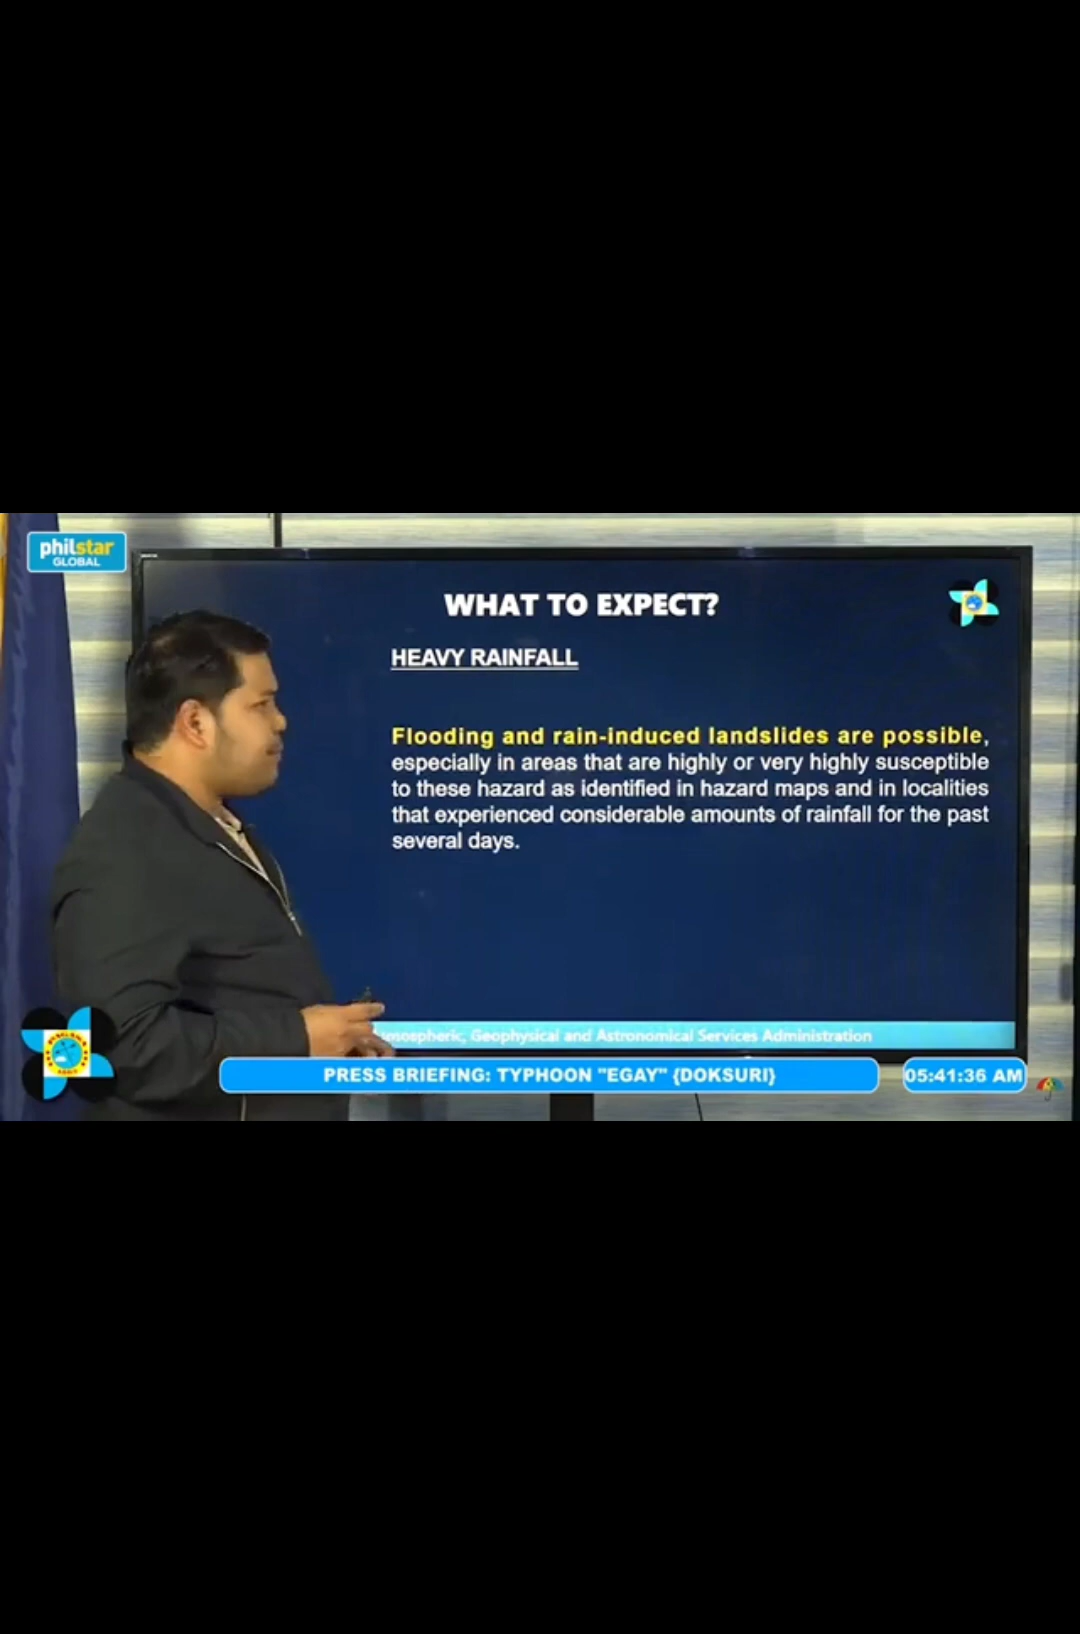 philstar
GLOBAL
WHAT TO EXPECT?
HEAVY RAINFALL
Flooding and rain-induced landslides are possible,
especially in areas that are highly or very highly susceptible
to these hazard as identified in hazard maps and in localities
that experienced considerable amounts of rainfall for the past
several days.
mospheric, Geophysical and Astronomical Services Administration
PRESS BRIEFING: TYPHOON "EGAY" {DOKSURI}
05:41:36 AM